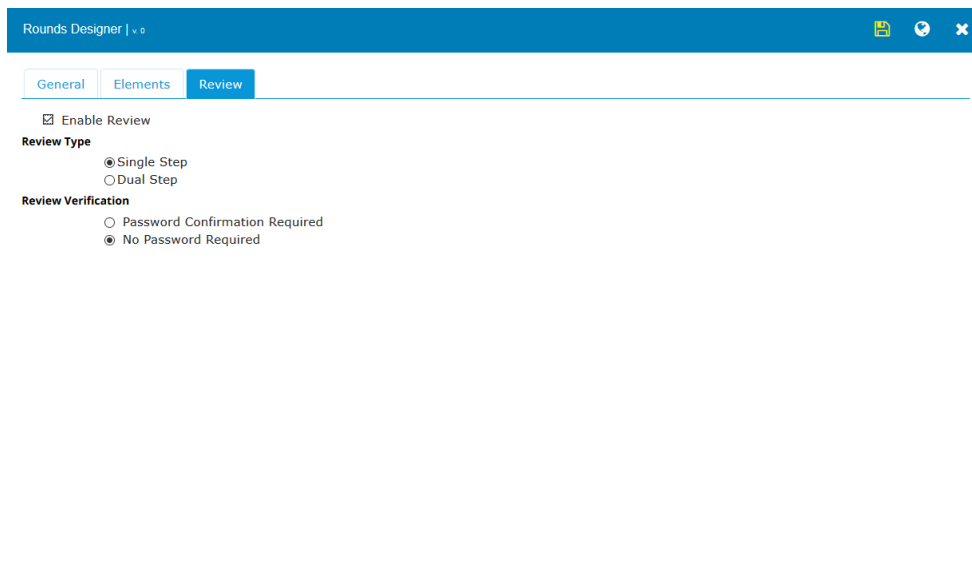 Rounds Designer | v. 0
General Elements Review
Enable Review
Review Type
Single Step
Dual Step
Review Verification
Password Confirmation Required
No Password Required